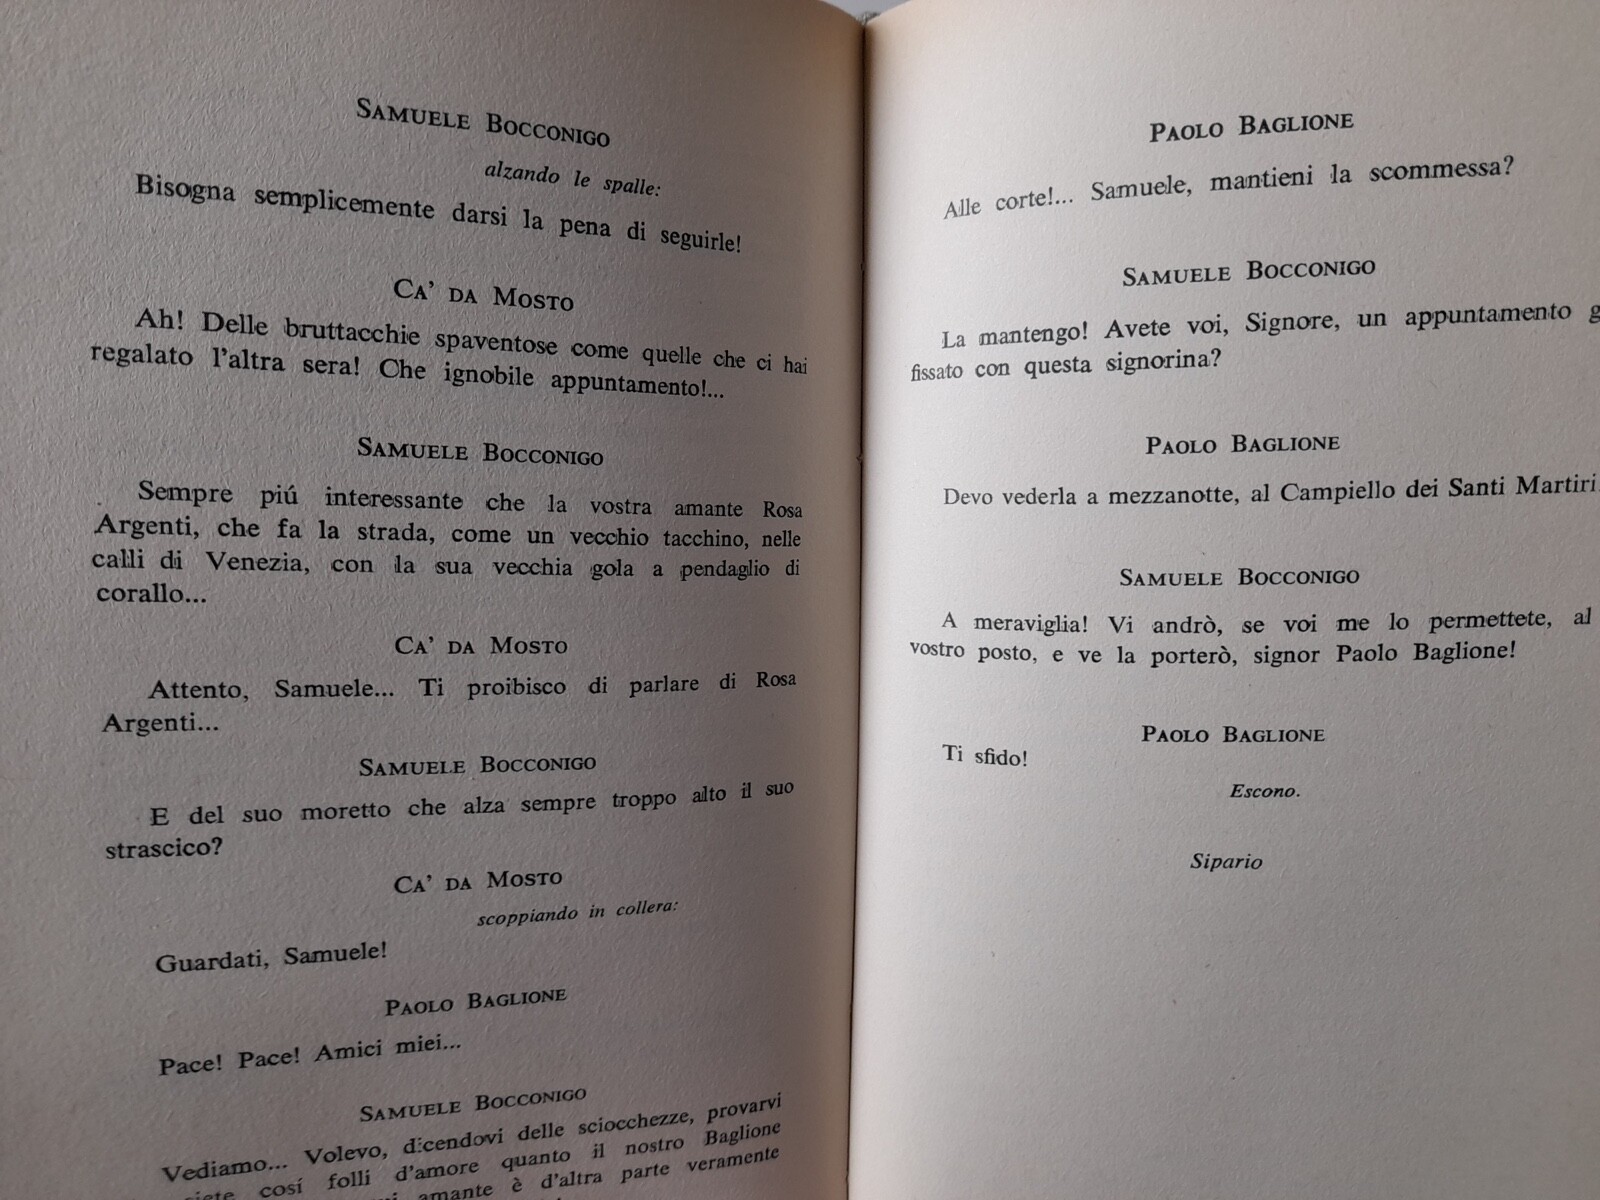 SAMUELE BOCCONIGO
alzando le spalle:
Bisogna semplicemente darsi la pena di seguirle!
CA' DA MOSTO
Ah! Delle bruttacchie spaventose come quelle che ci hai
regalato l'altra sera! Che ignobile appuntamento!...
SAMUELE BOCCONIGO
Sempre piú interessante che la vostra amante Rosa
Argenti, che fa la strada, come un vecchio tacchino, nelle
calli di Venezia, con la sua vecchia gola a pendaglio di
corallo...
CA' DA MOSTO
Attento, Samuele... Ti proibisco di parlare di Rosa
Argenti...
SAMUELE BOCCONIGO
E del suo moretto che alza sempre troppo alto il suo
strascico?
CA' DA MOSTO
scoppiando in collera:
Guardati, Samuele!
PAOLO BAGLIONE
Pace! Pace! Amici miei...
SAMUELE BOCCONIGO
Vediamo... Volevo, dicendovi delle sciocchezze, provarvi
siete cosí folli d'amore quanto il nostro Baglione
amante è d'altra parte veramente
PAOLO BAGLIONE
Alle corte!... Samuele, mantieni la scommessa?
SAMUELE BOCCONIGO
La mantengo! Avete voi, Signore, un appuntamento
fissato con questa signorina?
PAOLO BAGLIONE
Devo vederla a mezzanotte, al Campiello dei Santi Martiri.
SAMUELE BOCCONIGO
A meraviglia! Vi andrò, se voi me lo permettete, al
vostro posto, e ve la porterò, signor Paolo Baglione!
PAOLO BAGLIONE
Ti sfido!
Escono.
Sipario